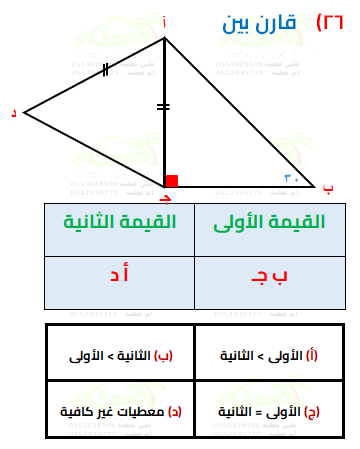 ٢٦) قارن بين
أ
د
٣٠
ب
جـ
القيمة الأولى القيمة الثانية
ب جـ أ د
(أ) الأولى > الثانية (ب) الثانية > الأولى
(ج) الأولى = الثانية (د) معطيات غير كافية